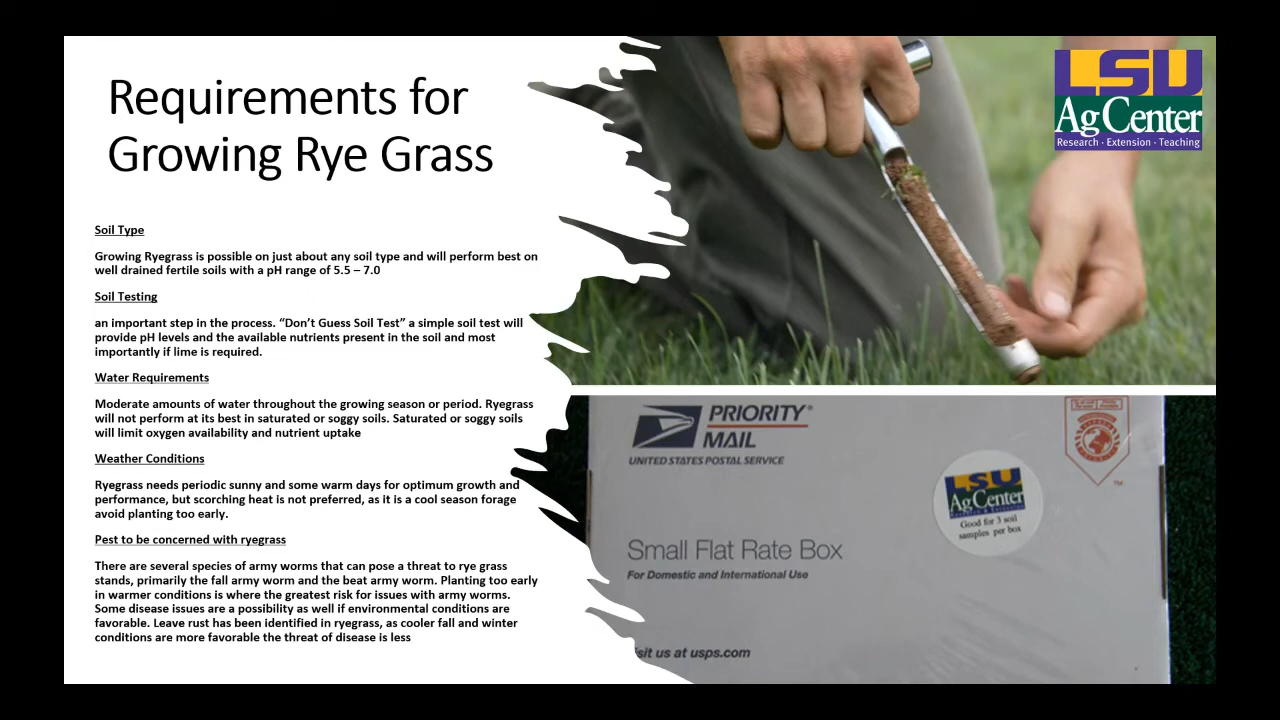 Requirements for
Growing Rye Grass
Soil Type
Growing Ryegrass is possible on just about any soil type and will perform best on
well drained fertile soils with a pH range of 5.5 – 7.0
Soil Testing
an important step in the process. “Don’t Guess Soil Test” a simple soil test will
provide pH levels and the available nutrients present in the soil and most
importantly if lime is required.
Water Requirements
Moderate amounts of water throughout the growing season or period. Ryegrass
will not perform at its best in saturated or soggy soils. Saturated or soggy soils
will limit oxygen availability and nutrient uptake
Weather Conditions
Ryegrass needs periodic sunny and some warm days for optimum growth and
performance, but scorching heat is not preferred, as it is a cool season forage
avoid planting too early.
Pest to be concerned with ryegrass
There are several species of army worms that can pose a threat to rye grass
stands, primarily the fall army worm and the beat army worm. Planting too early
in warmer conditions is where the greatest risk for issues with army worms.
Some disease issues are a possibility as well if environmental conditions are
favorable. Leave rust has been identified in ryegrass, as cooler fall and winter
conditions are more favorable the threat of disease is less
LSU
AgCenter
Research · Extension · Teaching
PRIORITY®
MAIL
UNITED STATES POSTAL SERVICE
TM
LSU
AgCenter
Good for 3 soil
samples per box
Small Flat Rate Box
For Domestic and International Use
us at usps.com